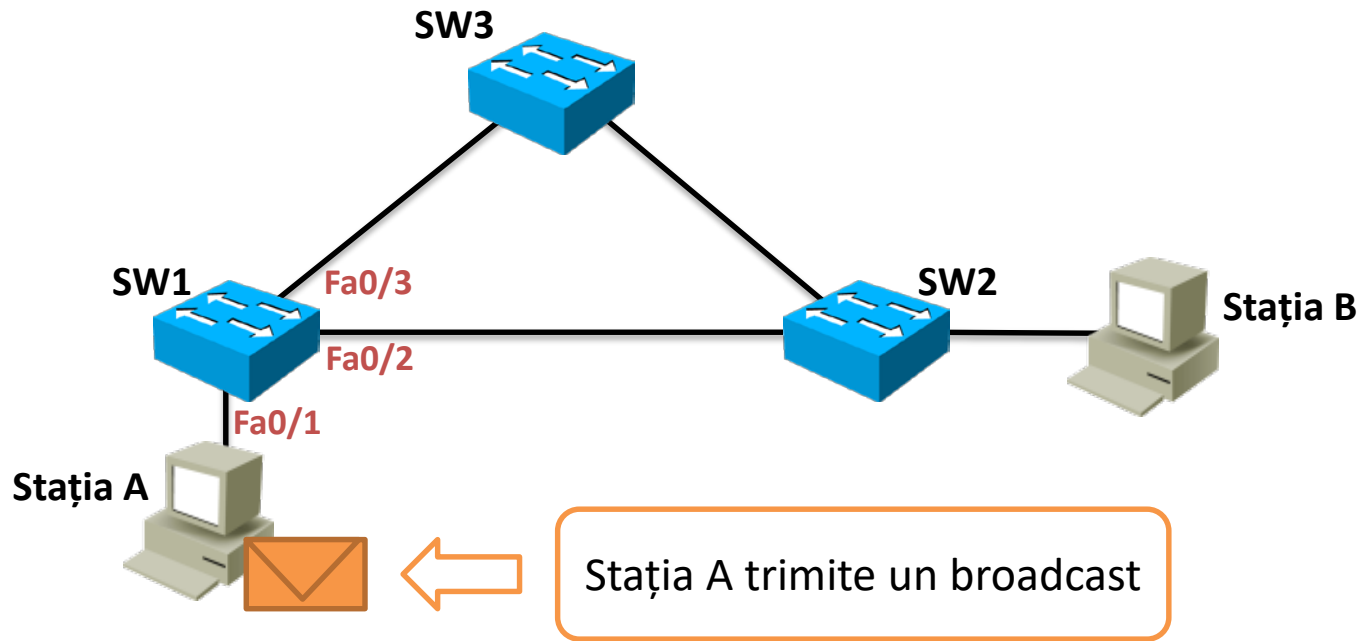 SW3
SW1
Fa0/3
SW2
Stația B
Fa0/2
Fa0/1
Stația A
Stația A trimite un broadcast